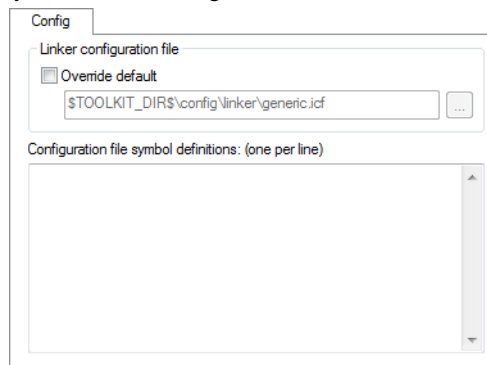 Config
Linker configuration file
Override default
$TOOLKIT_DIR$\config\linker\generic.icf
...
Configuration file symbol definitions: (one per line)